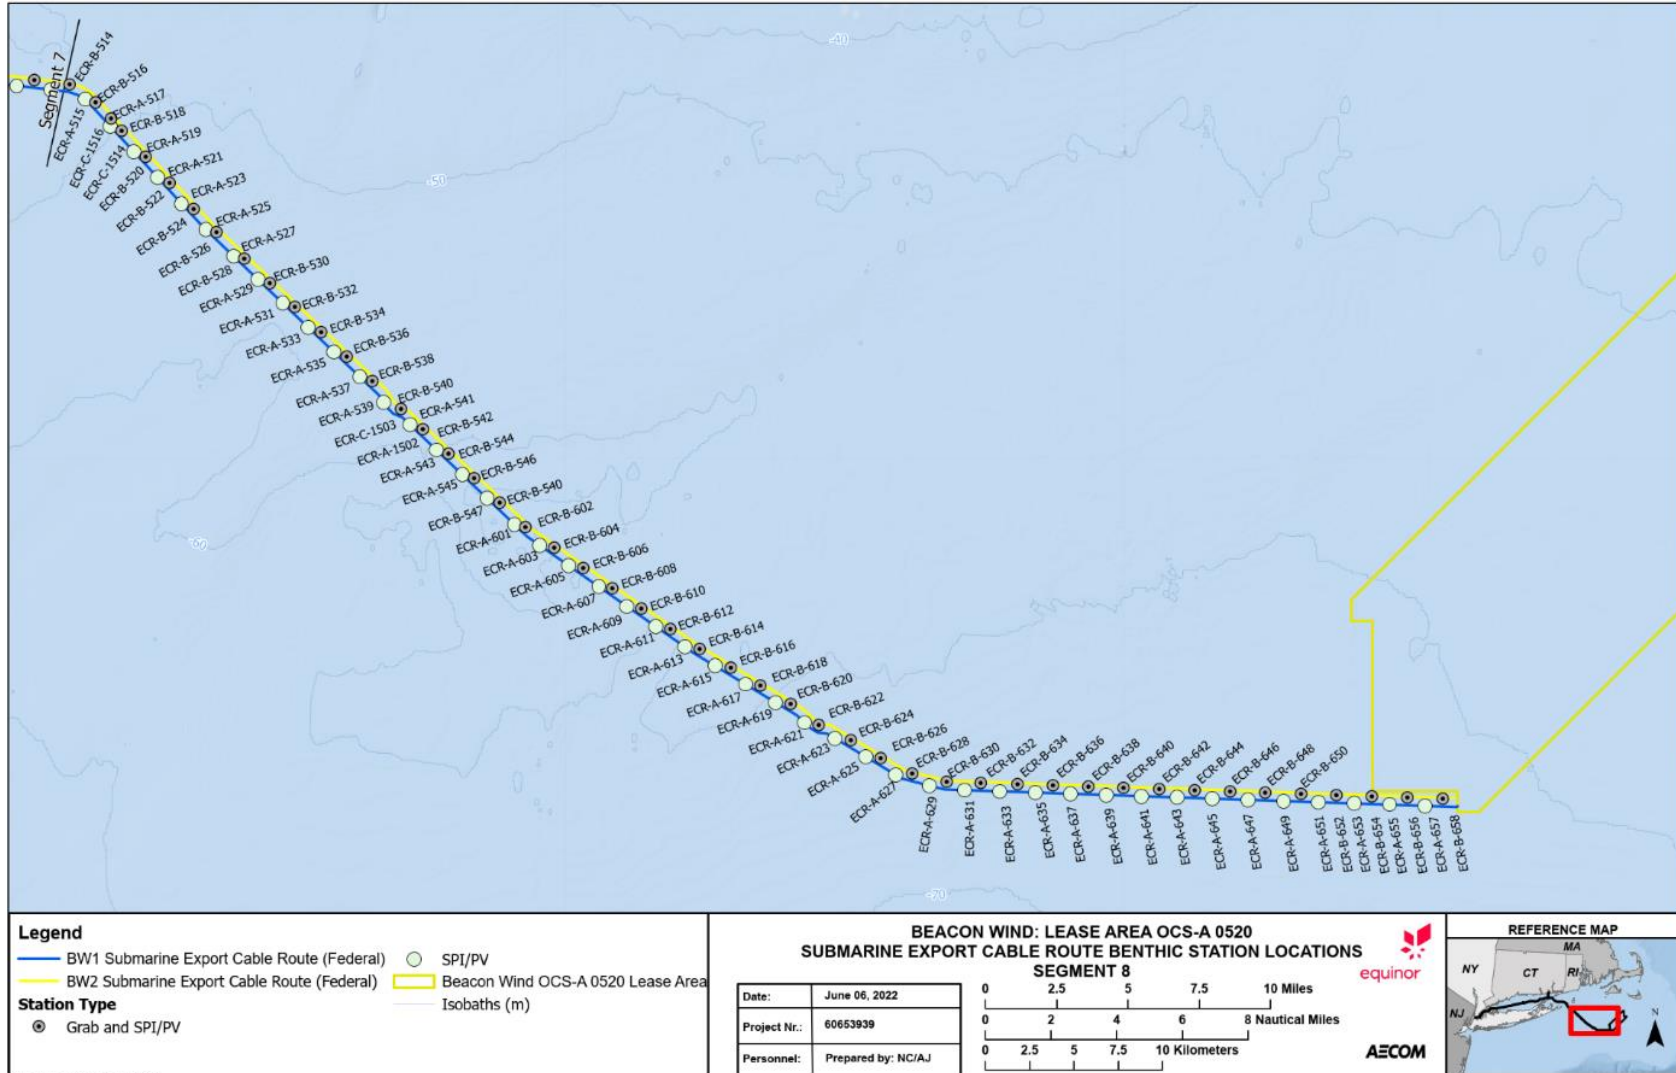 -40
-50
-60
-70
Segment 7
ECR-B-514
ECR-A-515
ECR-B-516
ECR-C-1516
ECR-A-517
ECR-C-1514
ECR-B-518
ECR-B-520
ECR-A-519
ECR-B-522
ECR-A-521
ECR-B-524
ECR-A-523
ECR-B-526
ECR-A-525
ECR-B-528
ECR-A-527
ECR-A-529
ECR-B-530
ECR-A-531
ECR-B-532
ECR-A-533
ECR-B-534
ECR-A-535
ECR-B-536
ECR-A-537
ECR-B-538
ECR-A-539
ECR-B-540
ECR-C-1503
ECR-A-541
ECR-A-1502
ECR-B-542
ECR-A-543
ECR-B-544
ECR-A-545
ECR-B-546
ECR-B-547
ECR-B-540
ECR-A-601
ECR-B-602
ECR-A-603
ECR-B-604
ECR-A-605
ECR-B-606
ECR-A-607
ECR-B-608
ECR-A-609
ECR-B-610
ECR-A-611
ECR-B-612
ECR-A-613
ECR-B-614
ECR-A-615
ECR-B-616
ECR-A-617
ECR-B-618
ECR-A-619
ECR-B-620
ECR-A-621
ECR-B-622
ECR-A-623
ECR-B-624
ECR-A-625
ECR-B-626
ECR-A-627
ECR-B-628
ECR-A-629
ECR-B-630
ECR-A-631
ECR-B-632
ECR-A-633
ECR-B-634
ECR-A-635
ECR-B-636
ECR-A-637
ECR-B-638
ECR-A-639
ECR-B-640
ECR-A-641
ECR-B-642
ECR-A-643
ECR-B-644
ECR-A-645
ECR-B-646
ECR-A-647
ECR-B-648
ECR-A-649
ECR-B-650
ECR-A-651
ECR-B-652
ECR-A-653
ECR-B-654
ECR-A-655
ECR-B-656
ECR-A-657
ECR-B-658
Legend
BW1 Submarine Export Cable Route (Federal)
BW2 Submarine Export Cable Route (Federal)
Station Type
Grab and SPI/PV
SPI/PV
Beacon Wind OCS-A 0520 Lease Area
Isobaths (m)
BEACON WIND: LEASE AREA OCS-A 0520
SUBMARINE EXPORT CABLE ROUTE BENTHIC STATION LOCATIONS
SEGMENT 8
equinor
Date: June 06, 2022
Project Nr.: 60653939
Personnel: Prepared by: NC/AJ
0 2.5 5 7.5 10 Miles
0 2 4 6 8 Nautical Miles
0 2.5 5 7.5 10 Kilometers
AECOM
REFERENCE MAP
MA
NY CT RI
NJ
N